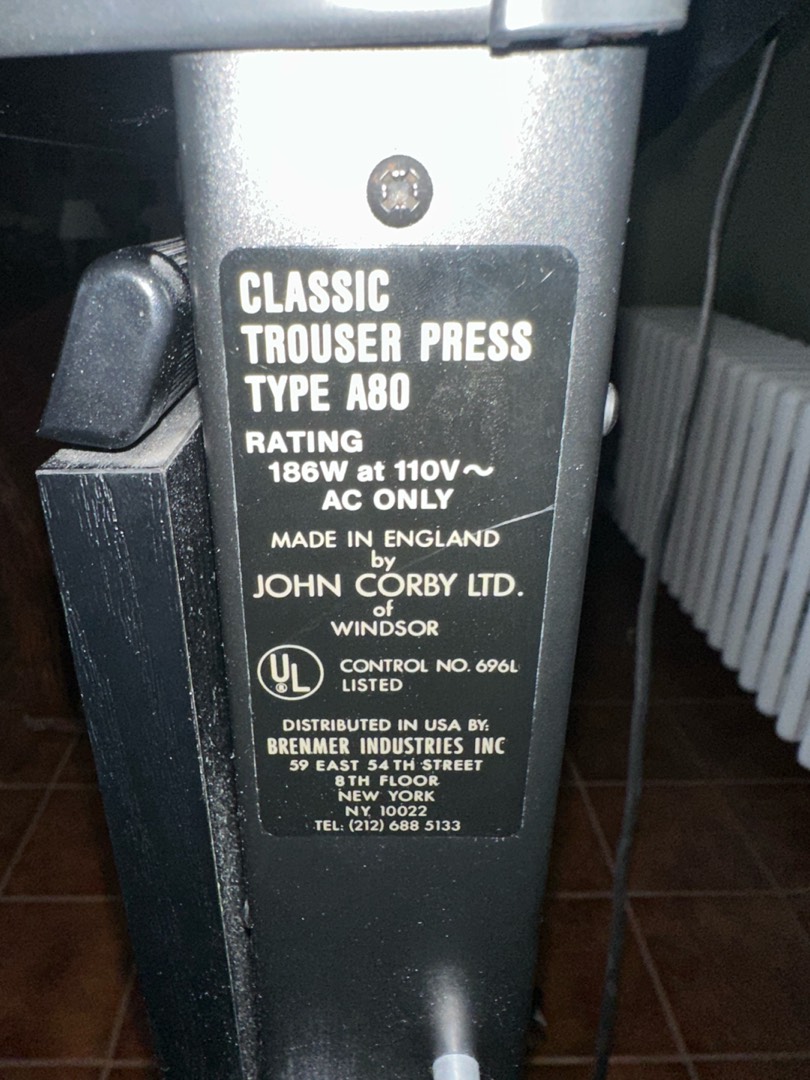 CLASSIC
TROUSER PRESS
TYPE A80
RATING
186W at 110V~
AC ONLY
MADE IN ENGLAND
by
JOHN CORBY LTD.
of
WINDSOR
UL ®
CONTROL NO. 696L
LISTED
DISTRIBUTED IN USA BY:
BRENMER INDUSTRIES INC
59 EAST 54 TH STREET
8TH FLOOR
NEW YORK
NY 10022
TEL: (212) 688 5133